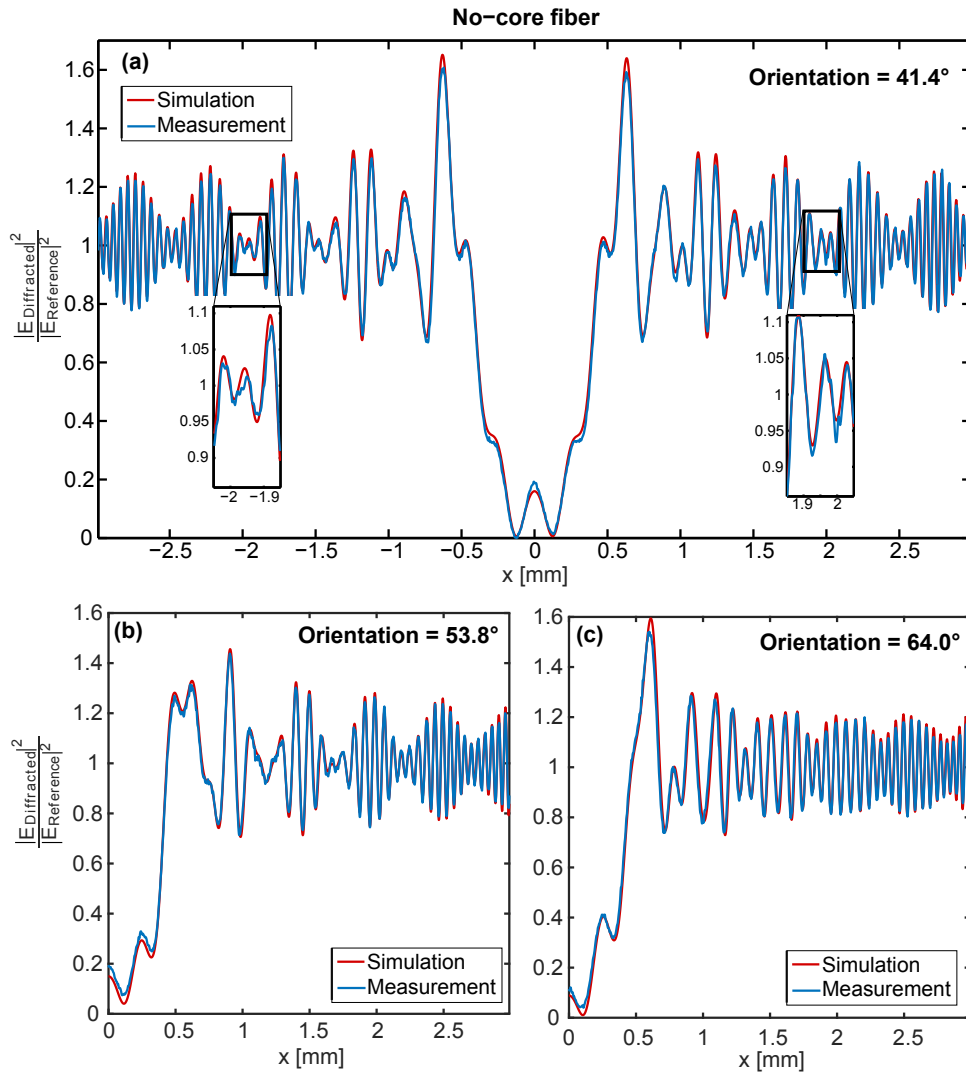 No−core fiber
(a)
Orientation = 41.4°
Simulation
Measurement
|E_Diffracted|^2
|E_Reference|^2
1.6
1.4
1.2
1
0.8
0.6
0.4
0.2
0
1.1
1.05
1
0.95
0.9
−2 −1.9
1.1
1.05
1
0.95
0.9
1.9 2
−2.5 −2 −1.5 −1 −0.5 0 0.5 1 1.5 2 2.5
x [mm]
(b)
Orientation = 53.8°
|E_Diffracted|^2
|E_Reference|^2
1.6
1.4
1.2
1
0.8
0.6
0.4
0.2
0
Simulation
Measurement
0 0.5 1 1.5 2 2.5
x [mm]
(c)
Orientation = 64.0°
1.6
1.4
1.2
1
0.8
0.6
0.4
0.2
0
Simulation
Measurement
0 0.5 1 1.5 2 2.5
x [mm]